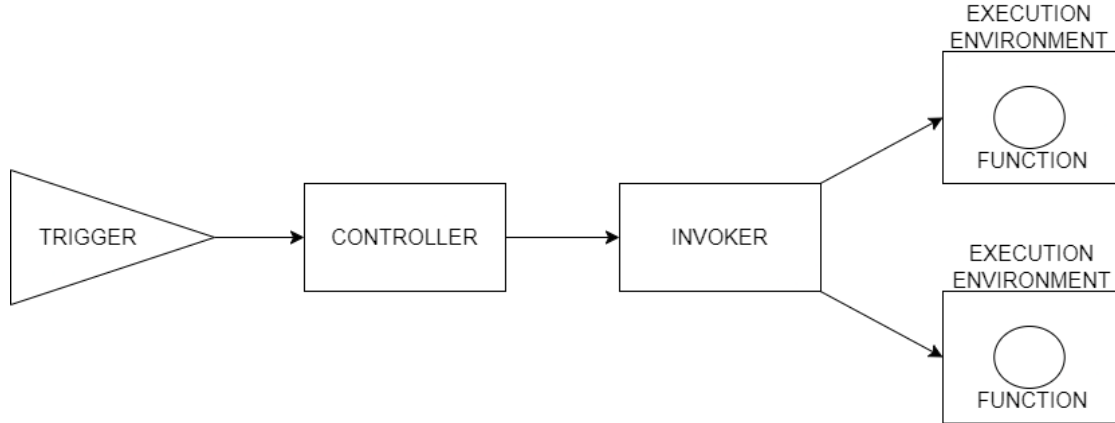 EXECUTION
ENVIRONMENT
FUNCTION
TRIGGER
CONTROLLER
INVOKER
EXECUTION
ENVIRONMENT
FUNCTION